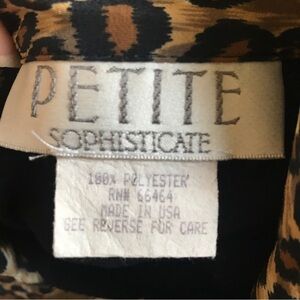 PETITE
SOPHISTICATE
100% POLYESTER
RN# 66464
MADE IN USA
SEE REVERSE FOR CARE